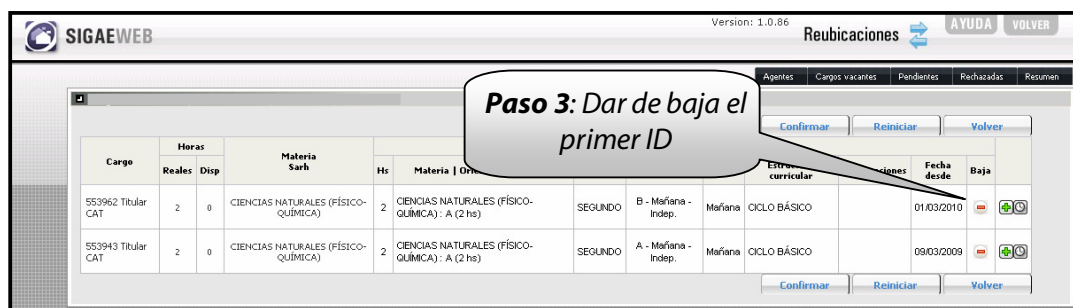 Version: 1.0.86
SIGAEWEB
Reubicaciones
AYUDA VOLVER
Agentes Cargos vacantes Pendientes Rechazadas Resumen
Paso 3: Dar de baja el
primer ID
Confirmar Reiniciar Volver
Cargo Horas Materia
Sarh
Reales Disp Hs Materia
curricular Fecha
desde Baja
553962 Titular
CAT 2 0 CIENCIAS NATURALES (FÍSICO-
QUÍMICA) 2 CIENCIAS NATURALES (FÍSICO-
QUÍMICA) : A (2 hs) SEGUNDO B - Mañana -
Indep. Mañana CICLO BÁSICO 01/03/2010
553943 Titular
CAT 2 0 CIENCIAS NATURALES (FÍSICO-
QUÍMICA) 2 CIENCIAS NATURALES (FÍSICO-
QUÍMICA) : A (2 hs) SEGUNDO A - Mañana -
Indep. Mañana CICLO BÁSICO 09/03/2009
Confirmar Reiniciar Volver